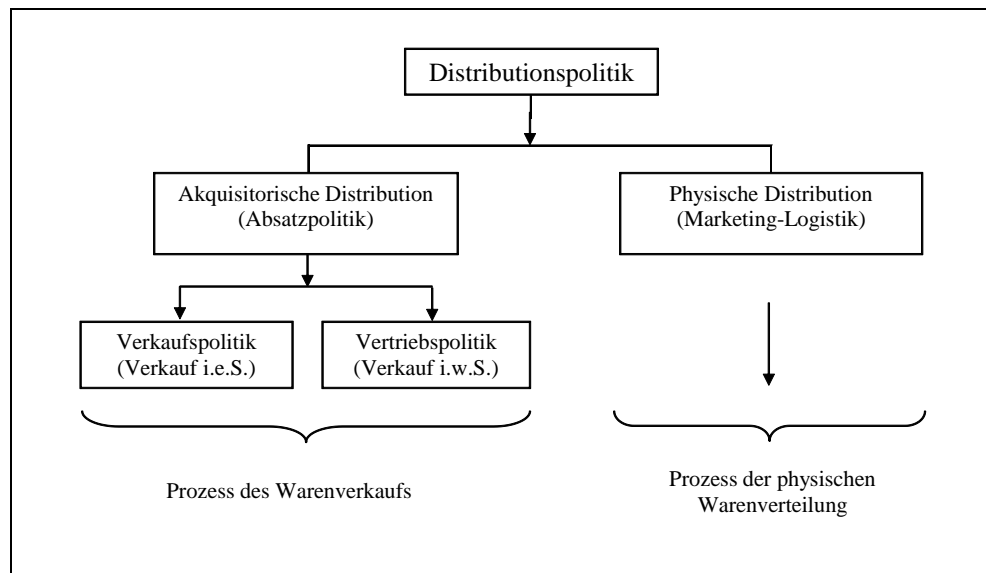 Distributionspolitik
Akquisitorische Distribution
(Absatzpolitik)
Physische Distribution
(Marketing-Logistik)
Verkaufspolitik
(Verkauf i.e.S.)
Vertriebspolitik
(Verkauf i.w.S.)
Prozess des Warenverkaufs
Prozess der physischen
Warenverteilung